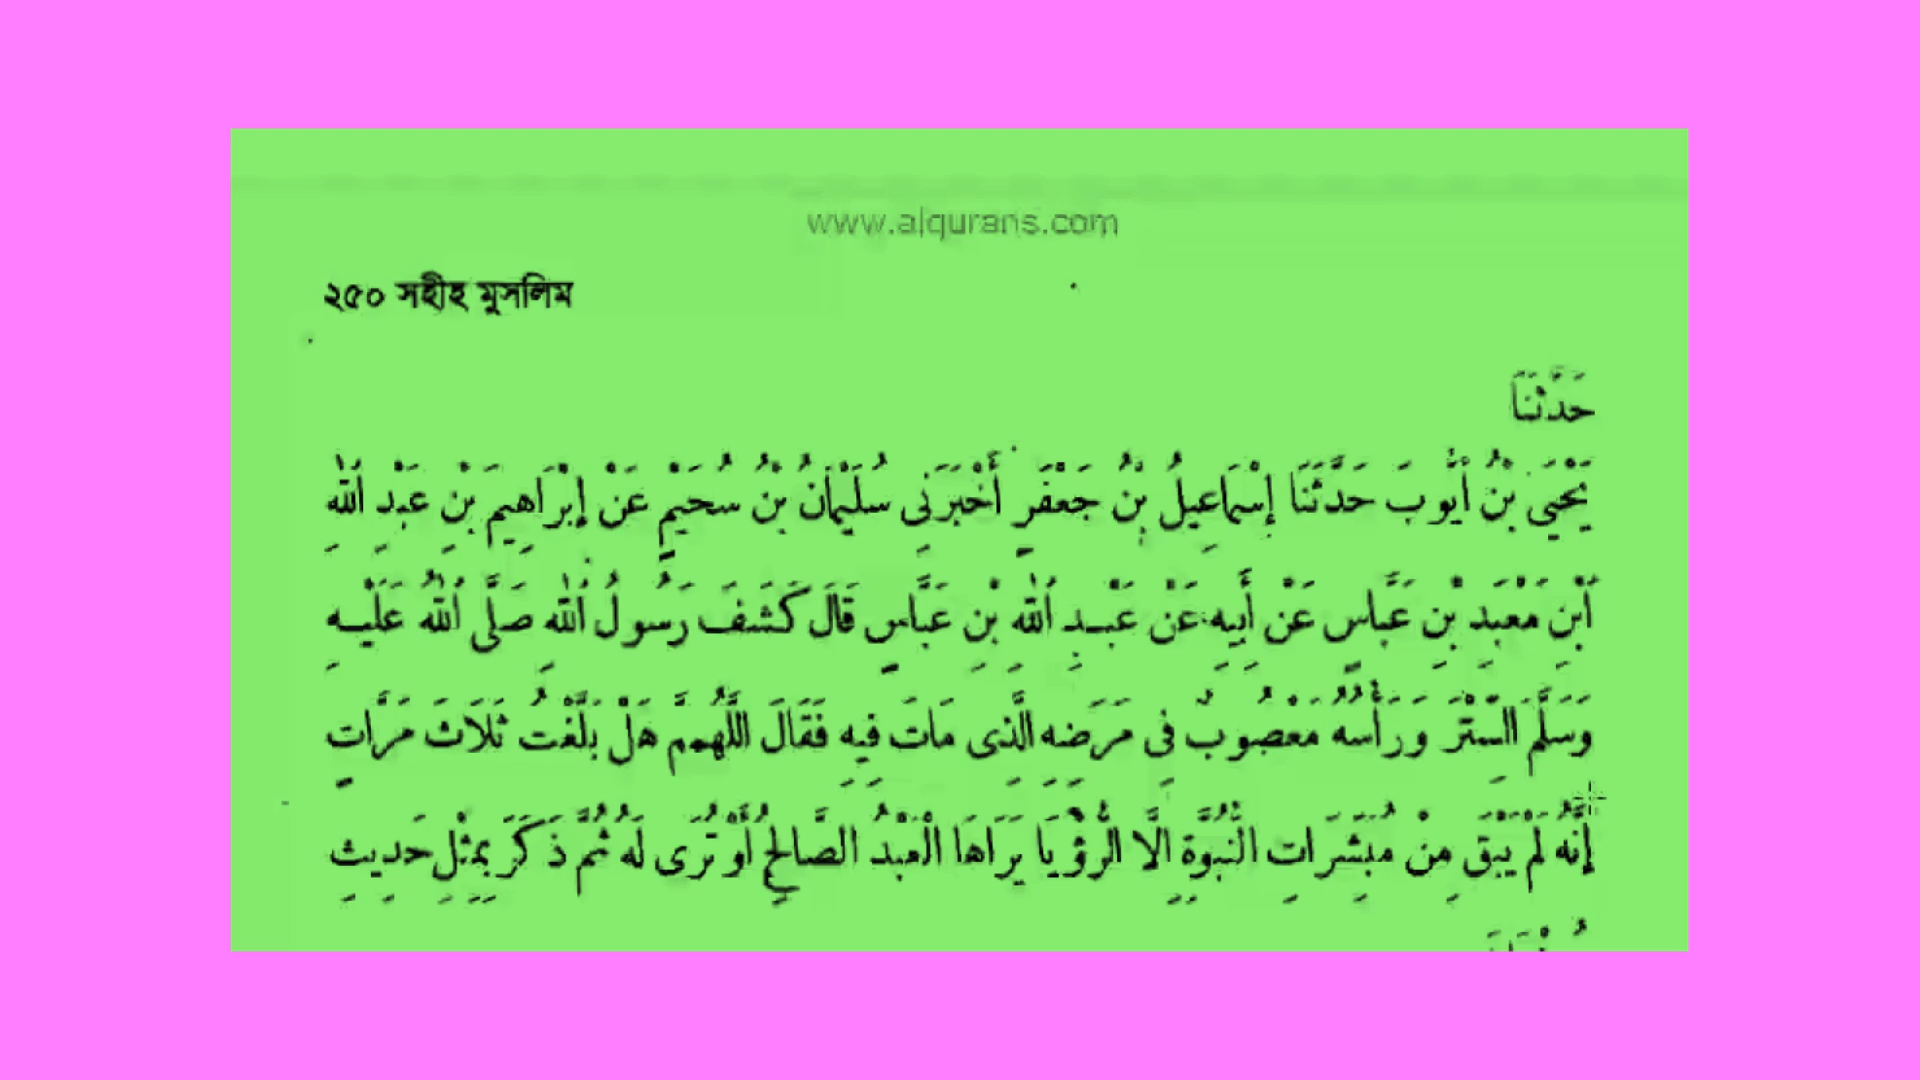 www.alqurans.com
২৫০ সহীহ মুসলিম
حَدَّثَنَا
يَحْيَى بْنُ أَيُّوبَ حَدَّثَنَا إِسْمَاعِيلُ بْنُ جَعْفَرٍ أَخْبَرَنِى سُلَيْمَانُ بْنُ سُحَيْمٍ عَنْ إِبْرَاهِيمَ بْنِ عَبْدِ اللّٰهِ
ابْنِ مَعْبَدِ بْنِ عَبَّاسٍ عَنْ أَبِيهِ عَنْ عَبْدِ اللّٰهِ بْنِ عَبَّاسٍ قَالَ كَشَفَ رَسُولُ اللّٰهِ صَلَّى اللّٰهُ عَلَيْهِ
وَسَلَّمَ السِّتْرَ وَرَأْسُهُ مَعْصُوبٌ فِى مَرَضِهِ الَّذِى مَاتَ فِيهِ فَقَالَ اللّٰهُمَّ هَلْ بَلَّغْتُ ثَلَاثَ مَرَّاتٍ
إِنَّهُ لَمْ يَبْقَ مِنْ مُبَشِّرَاتِ النُّبُوَّةِ إِلَّا الرُّؤْيَا يَرَاهَا الْعَبْدُ الصَّالِحُ أَوْ تُرَى لَهُ ثُمَّ ذَكَرَ بِمِثْلِ حَدِيثِ